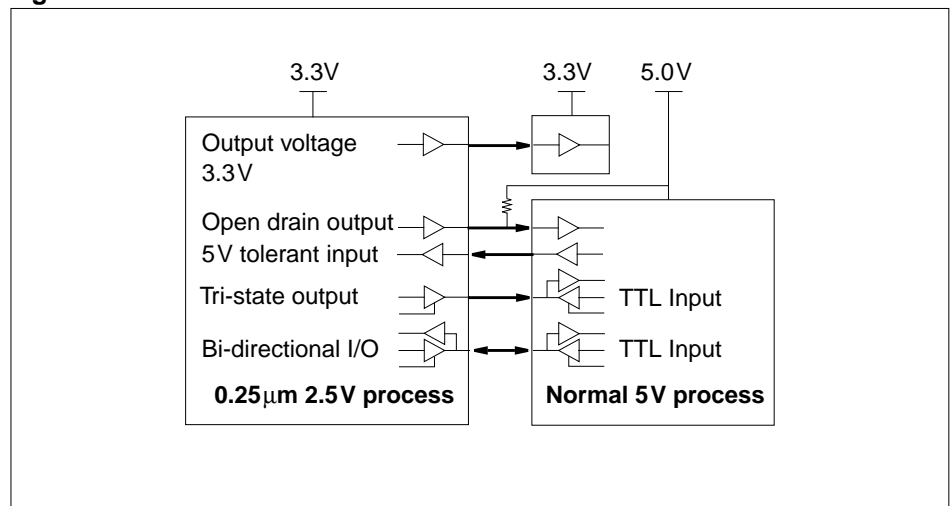 3.3V
3.3V
5.0V
Output voltage
3.3V
Open drain output
5V tolerant input
Tri-state output
TTL Input
Bi-directional I/O
TTL Input
0.25μm 2.5V process
Normal 5V process